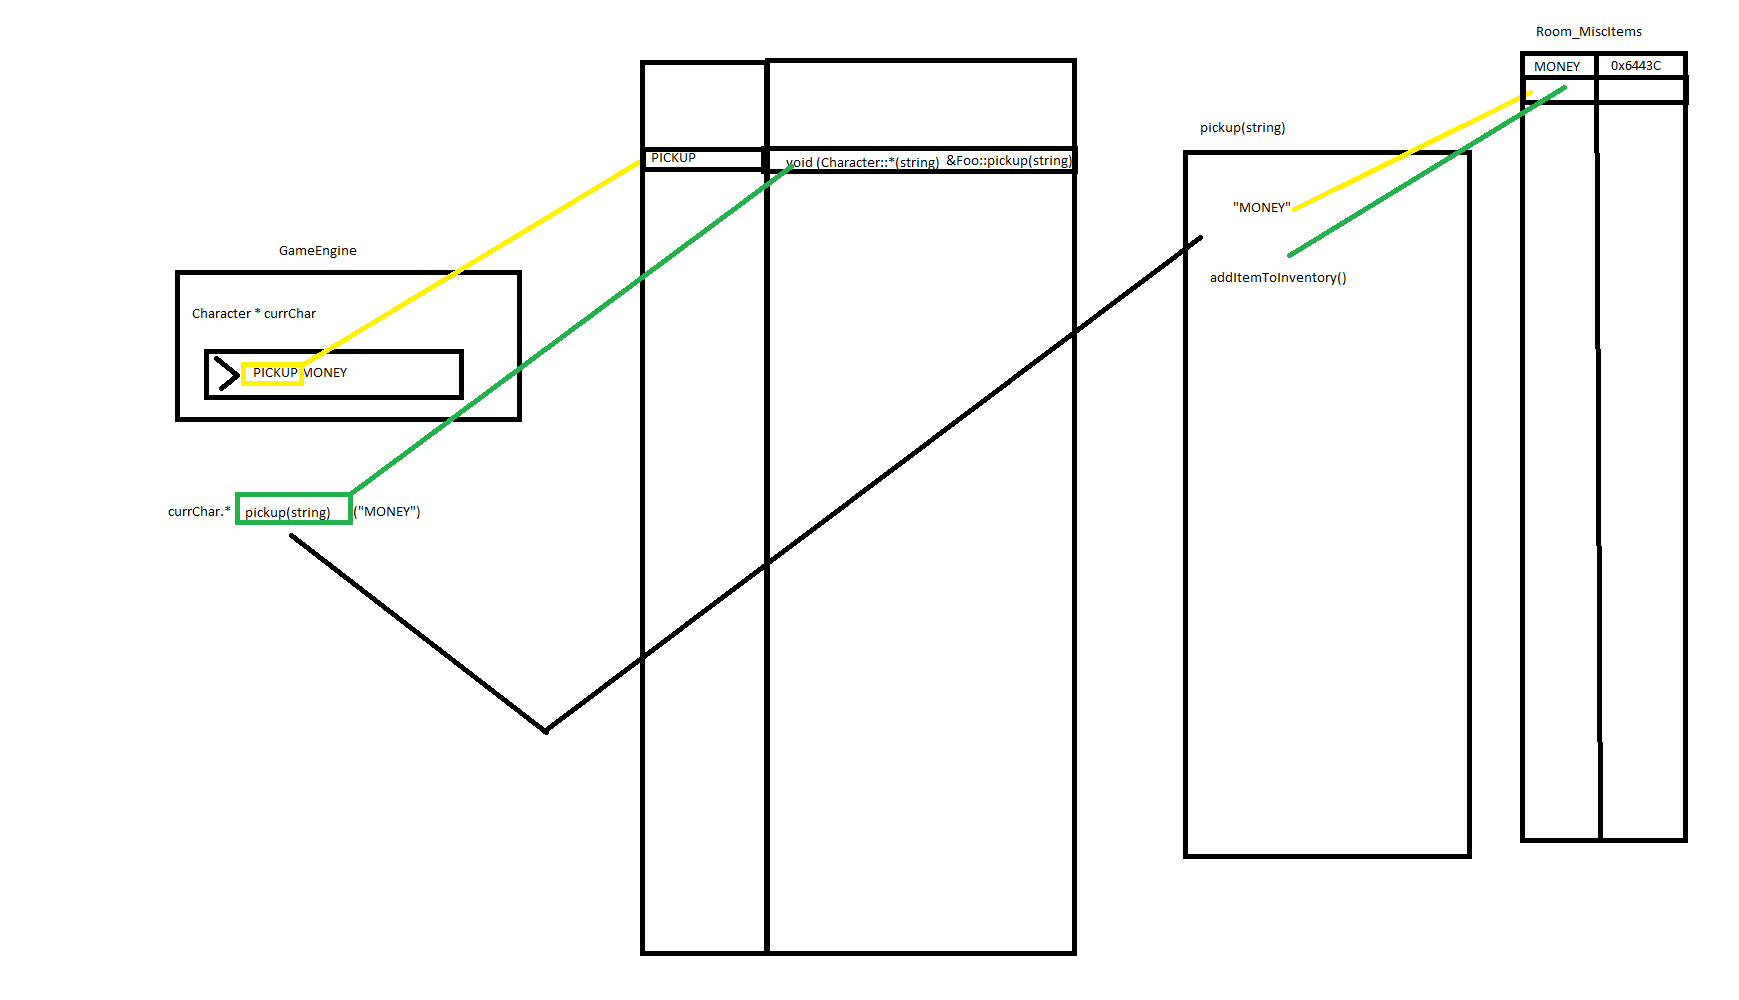 Room_MiscItems
MONEY 0x6443C
pickup(string)
PICKUP void (Character::*(string) &Foo::pickup(string)
"MONEY"
GameEngine
addItemToInventory()
Character * currChar
PICKUP MONEY
currChar.* pickup(string) ("MONEY")